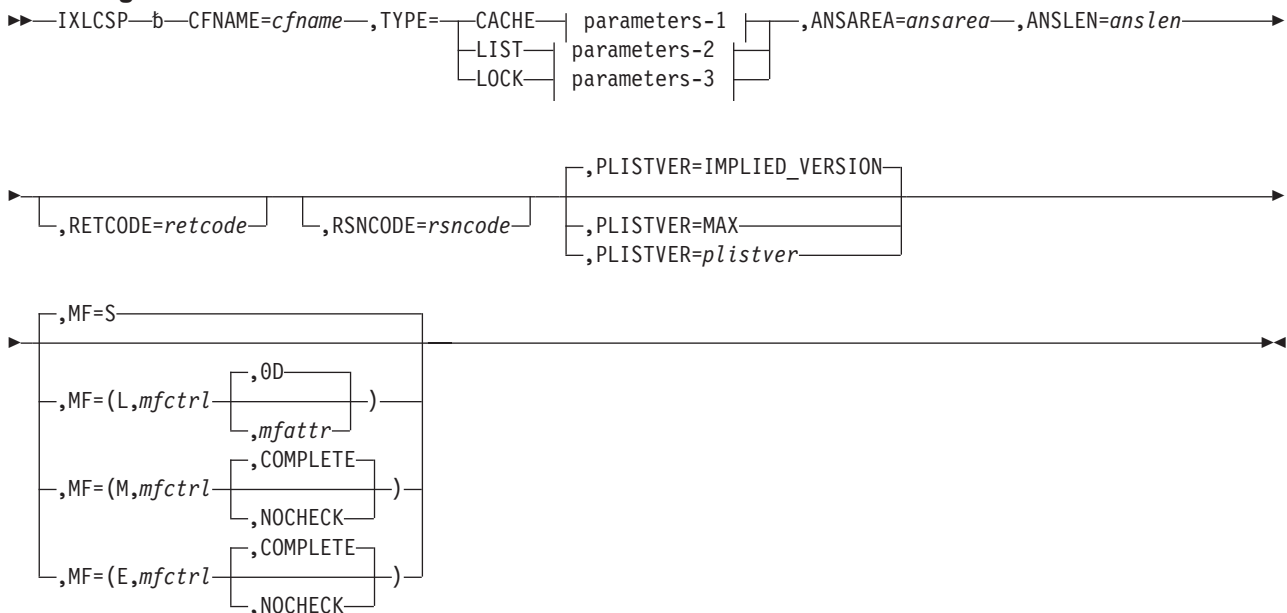 IXLCSP ƀ CFNAME=cfname ,TYPE= CACHE parameters-1 ,ANSAREA=ansarea ,ANSLEN=anslen
LIST parameters-2
LOCK parameters-3
,PLISTVER=IMPLIED_VERSION
,RETCODE=retcode ,RSNCODE=rsncode ,PLISTVER=MAX
,PLISTVER=plistver
,MF=S
,0D
,MF=(L,mfctrl )
,mfattr
,COMPLETE
,MF=(M,mfctrl )
,NOCHECK
,COMPLETE
,MF=(E,mfctrl )
,NOCHECK